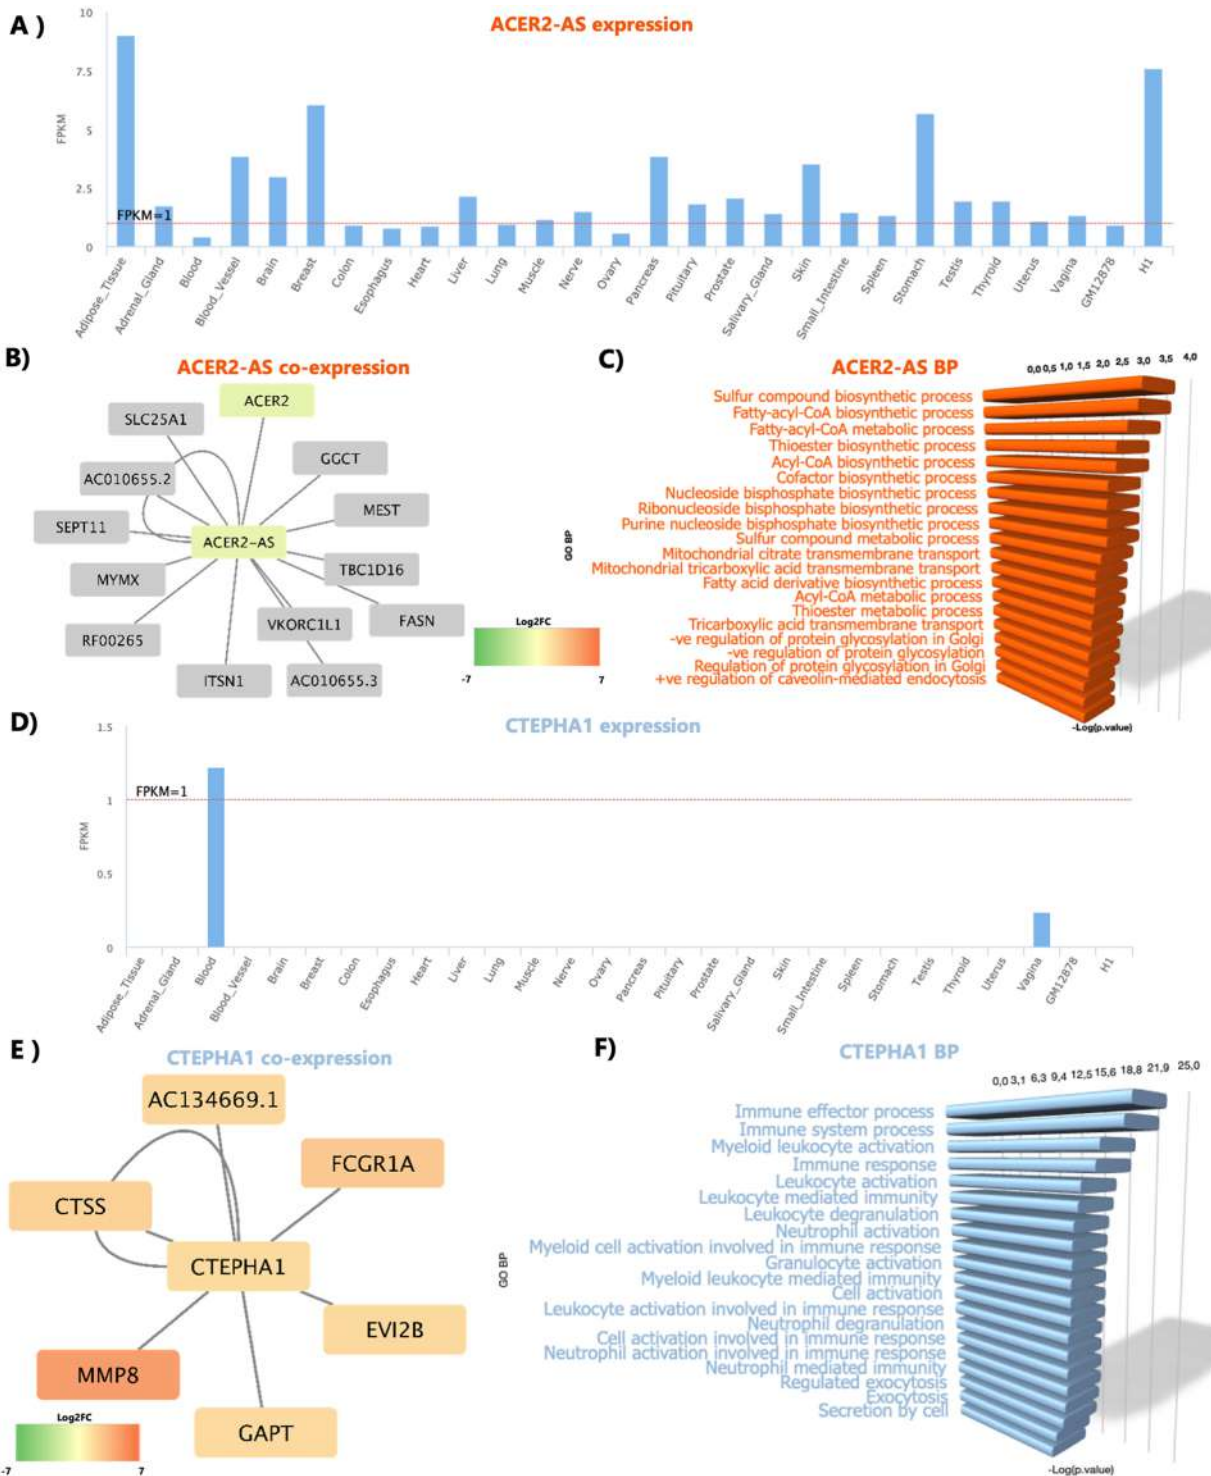 A )
ACER2-AS expression
10
7.5
5
2.5
0
FPKM
FPKM=1
Adipose_Tissue
Adrenal_Gland
Blood
Blood_Vessel
Brain
Breast
Colon
Esophagus
Heart
Liver
Lung
Muscle
Nerve
Ovary
Pancreas
Pituitary
Prostate
Salivary_Gland
Skin
Small_Intestine
Spleen
Stomach
Testis
Thyroid
Uterus
Vagina
GM12878
H1
B)
ACER2-AS co-expression
ACER2
SLC25A1
GGCT
AC010655.2
MEST
SEPT11
ACER2-AS
TBC1D16
MYMX
FASN
VKORC1L1
RF00265
ITSN1
AC010655.3
Log2FC
-7 7
C)
ACER2-AS BP
0,0 0,5 1,0 1,5 2,0 2,5 3,0 3,5 4,0
Sulfur compound biosynthetic process
Fatty-acyl-CoA biosynthetic process
Fatty-acyl-CoA metabolic process
Thioester biosynthetic process
Acyl-CoA biosynthetic process
Cofactor biosynthetic process
Nucleoside bisphosphate biosynthetic process
Ribonucleoside bisphosphate biosynthetic process
Purine nucleoside bisphosphate biosynthetic process
Sulfur compound metabolic process
Mitochondrial citrate transmembrane transport
Mitochondrial tricarboxylic acid transmembrane transport
Fatty acid derivative biosynthetic process
Acyl-CoA metabolic process
Thioester metabolic process
Tricarboxylic acid transmembrane transport
-ve regulation of protein glycosylation in Golgi
-ve regulation of protein glycosylation
Regulation of protein glycosylation in Golgi
+ve regulation of caveolin-mediated endocytosis
GO BP
-Log(p.value)
D)
CTEPHA1 expression
1.5
1
0.5
0
FPKM
FPKM=1
Adipose_Tissue
Adrenal_Gland
Blood
Blood_Vessel
Brain
Breast
Colon
Esophagus
Heart
Liver
Lung
Muscle
Nerve
Ovary
Pancreas
Pituitary
Prostate
Salivary_Gland
Skin
Small_Intestine
Spleen
Stomach
Testis
Thyroid
Uterus
Vagina
GM12878
H1
E )
CTEPHA1 co-expression
AC134669.1
FCGR1A
CTSS
CTEPHA1
EVI2B
MMP8
GAPT
Log2FC
-7 7
F)
CTEPHA1 BP
0,0 3,1 6,3 9,4 12,5 15,6 18,8 21,9 25,0
Immune effector process
Immune system process
Myeloid leukocyte activation
Immune response
Leukocyte activation
Leukocyte mediated immunity
Leukocyte degranulation
Neutrophil activation
Myeloid cell activation involved in immune response
Granulocyte activation
Myeloid leukocyte mediated immunity
Cell activation
Leukocyte activation involved in immune response
Neutrophil degranulation
Cell activation involved in immune response
Neutrophil activation involved in immune response
Neutrophil mediated immunity
Regulated exocytosis
Exocytosis
Secretion by cell
GO BP
-Log(p.value)